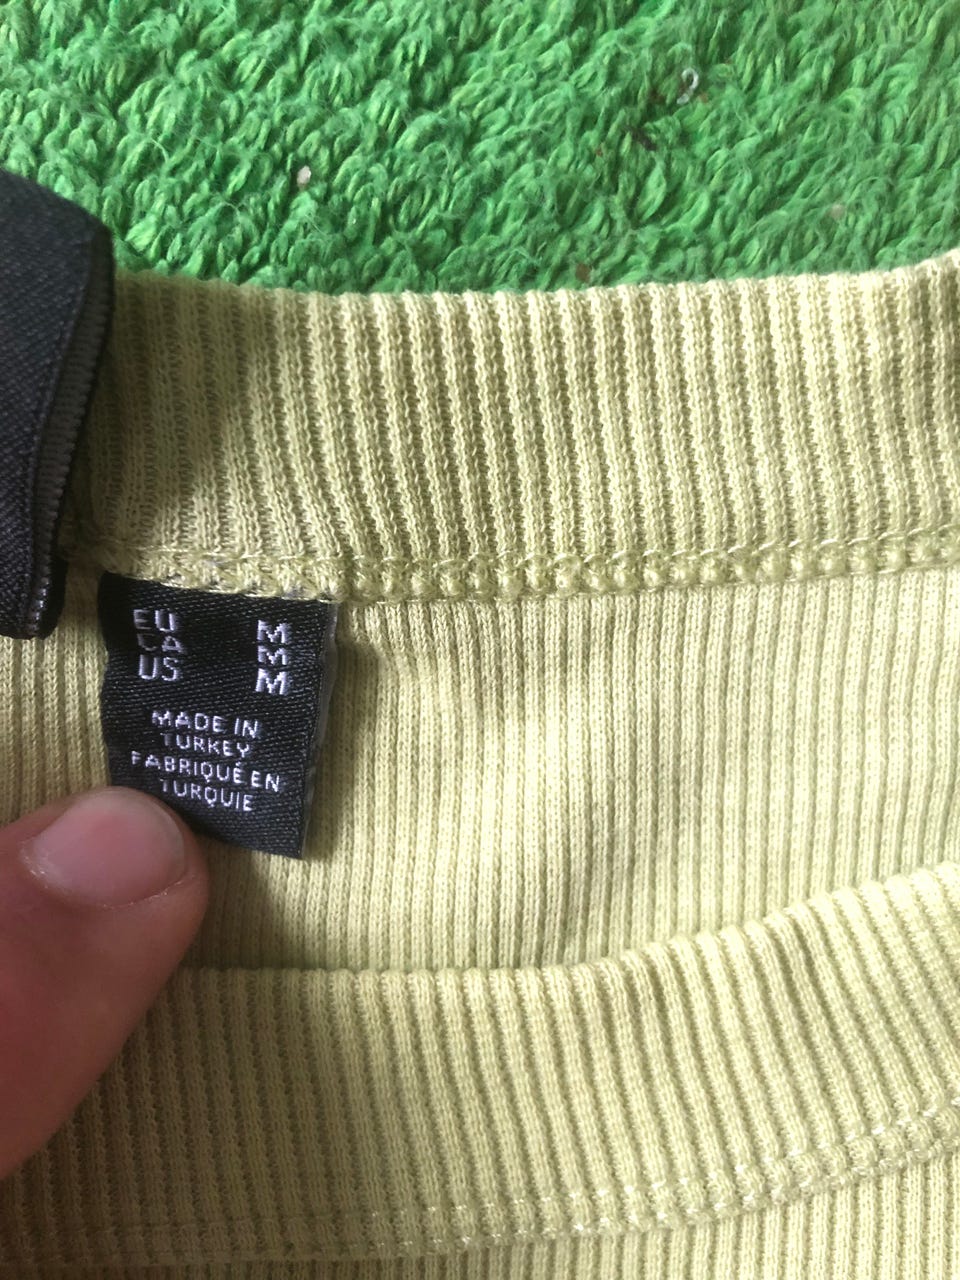 EU M
CA M
US M
MADE IN
TURKEY
FABRIQUÉ EN
TURQUIE